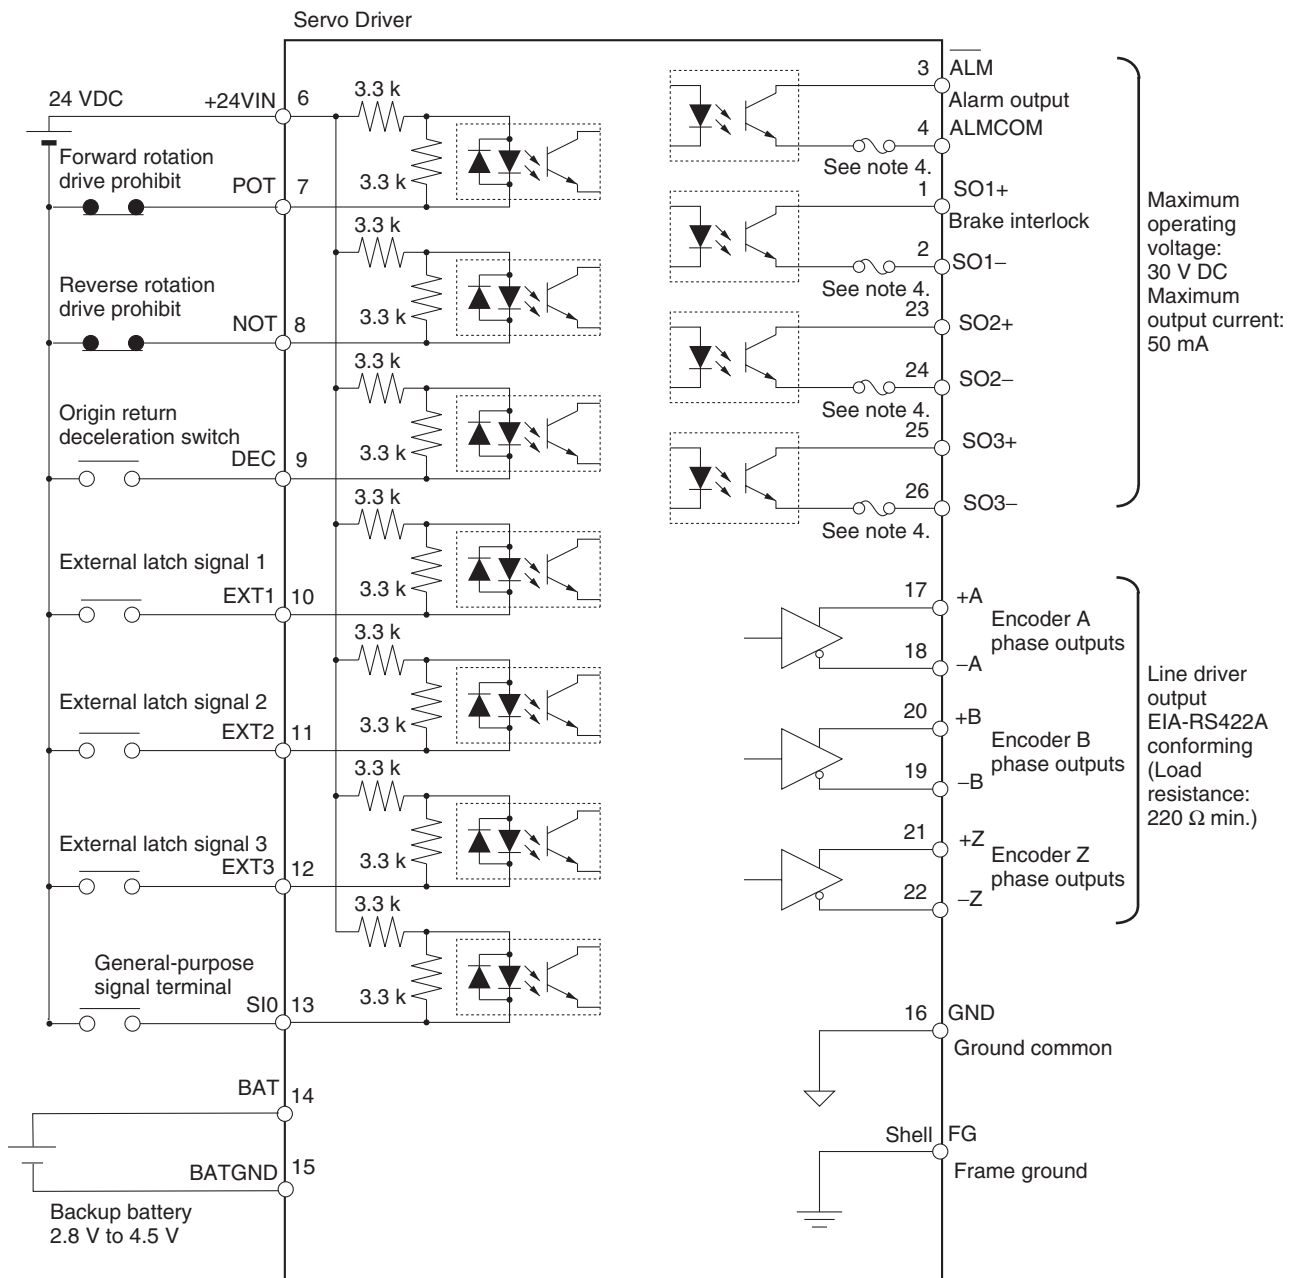 Servo Driver
24 VDC
+24VIN
6
3.3 k
3.3 k
Forward rotation
drive prohibit
POT
7
3.3 k
3.3 k
Reverse rotation
drive prohibit
NOT
8
3.3 k
3.3 k
Origin return
deceleration switch
DEC
9
3.3 k
3.3 k
External latch signal 1
EXT1
10
3.3 k
3.3 k
External latch signal 2
EXT2
11
3.3 k
3.3 k
External latch signal 3
EXT3
12
3.3 k
3.3 k
General-purpose
signal terminal
SI0
13
BAT
14
BATGND
15
Backup battery
2.8 V to 4.5 V
3
ALM
Alarm output
4
ALMCOM
See note 4.
1
SO1+
Brake interlock
2
SO1−
See note 4.
23
SO2+
24
SO2−
See note 4.
25
SO3+
26
SO3−
See note 4.
Maximum
operating
voltage:
30 V DC
Maximum
output current:
50 mA
17
+A
Encoder A
phase outputs
18
−A
20
+B
Encoder B
phase outputs
19
−B
21
+Z
Encoder Z
phase outputs
22
−Z
Line driver
output
EIA-RS422A
conforming
(Load
resistance:
220 Ω min.)
16
GND
Ground common
Shell
FG
Frame ground